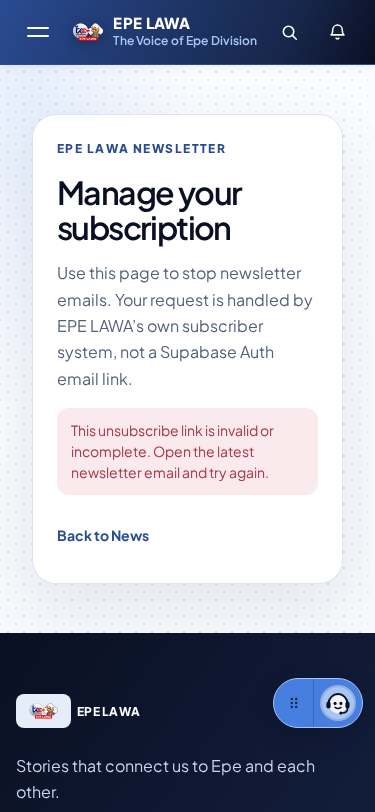 EPE LAWA
The Voice of Epe Division
EPE LAWA NEWSLETTER
Manage your
subscription
Use this page to stop newsletter
emails. Your request is handled by
EPE LAWA's own subscriber
system, not a Supabase Auth
email link.
This unsubscribe link is invalid or
incomplete. Open the latest
newsletter email and try again.
Back to News
EPE LAWA
Stories that connect us to Epe and each
other.